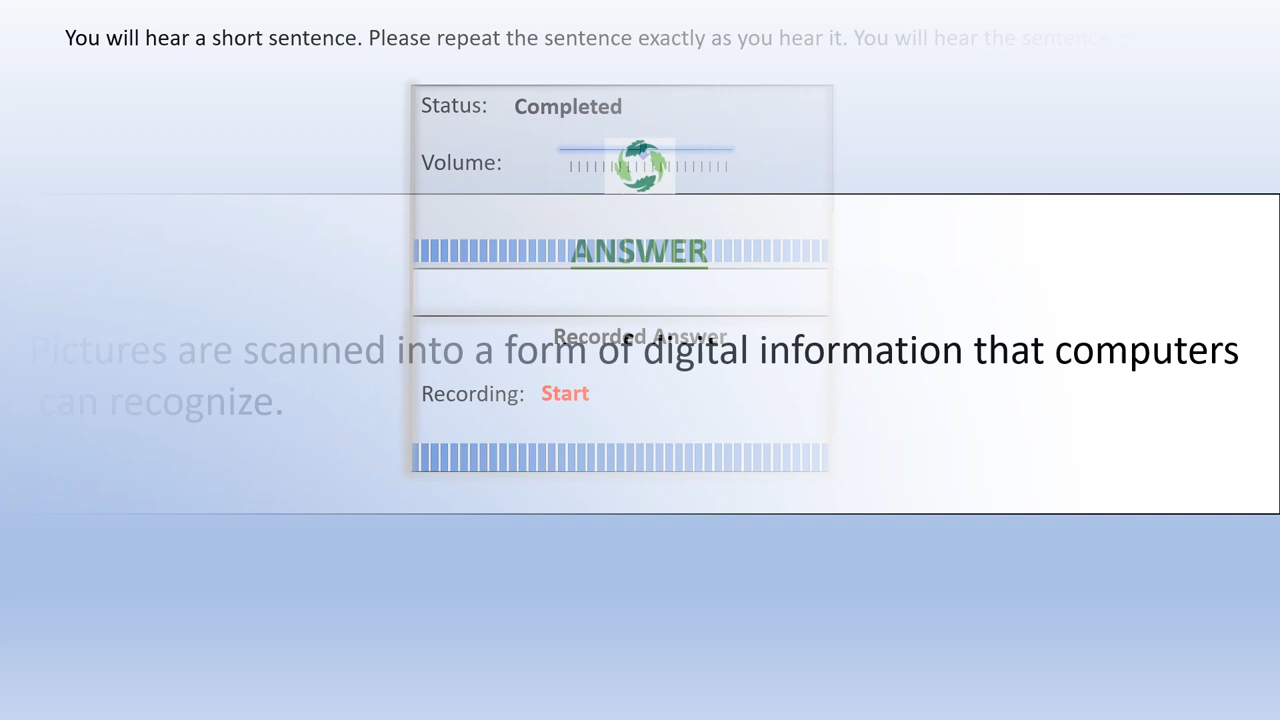 You will hear a short sentence. Please repeat the sentence exactly as you hear it. You will hear the sentence
Status: Completed
Volume:
ANSWER
Recorded Answer
Pictures are scanned into a form of digital information that computers
can recognize.
Recording: Start